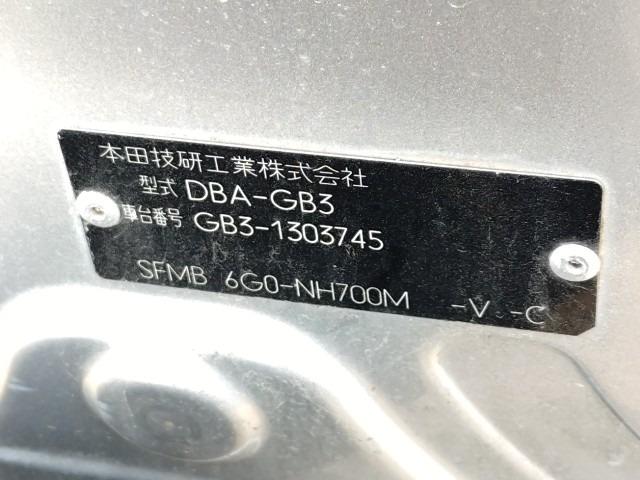 本田技研工業株式会社
型式 DBA-GB3
車台番号 GB3-1303745
SFMB 6G0-NH700M -V -C